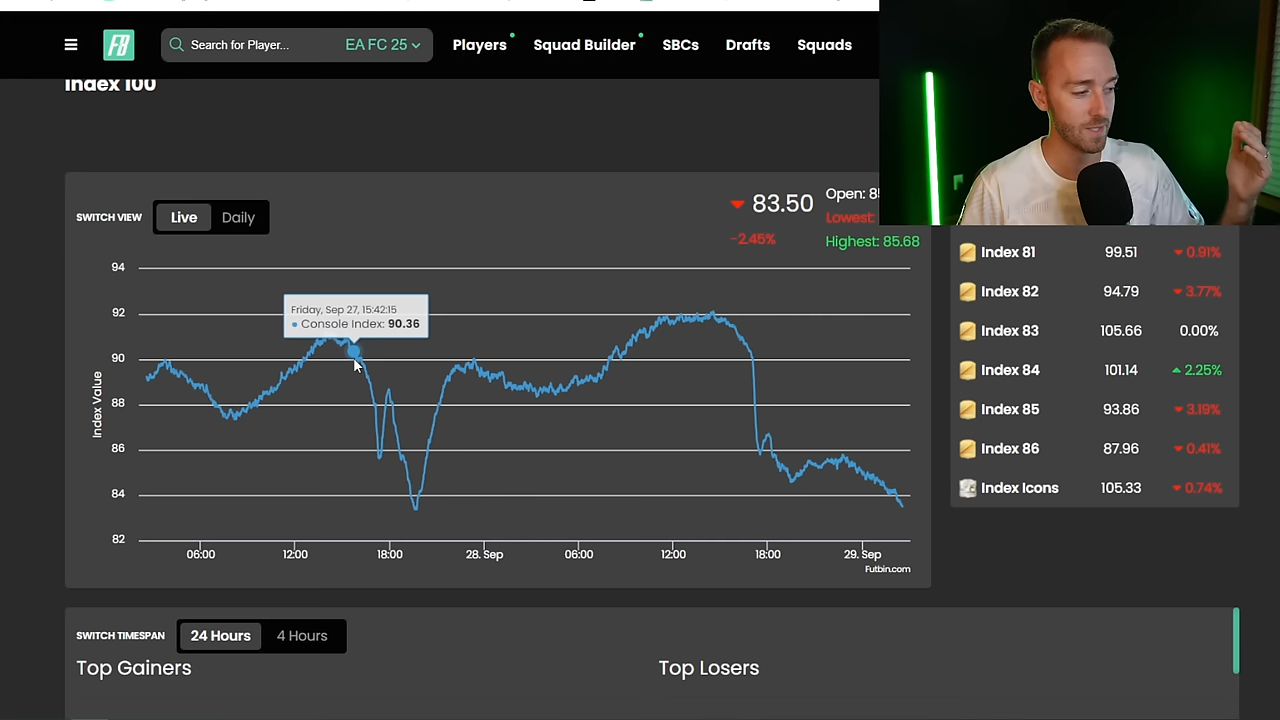 FB
Search for Player...
EA FC 25
Players
Squad Builder
SBCs
Drafts
Squads
Index 100
SWITCH VIEW
Live
Daily
83.50
-2.45%
Open: 85
Lowest:
Highest: 85.68
Index Value
94
92
90
88
86
84
82
Friday, Sep 27, 15:42:15
Console Index: 90.36
06:00
12:00
18:00
28. Sep
06:00
12:00
18:00
29. Sep
Futbin.com
Index 81 99.51 0.91%
Index 82 94.79 3.77%
Index 83 105.66 0.00%
Index 84 101.14 2.25%
Index 85 93.86 3.19%
Index 86 87.96 0.41%
Index Icons 105.33 0.74%
SWITCH TIMESPAN
24 Hours
4 Hours
Top Gainers
Top Losers